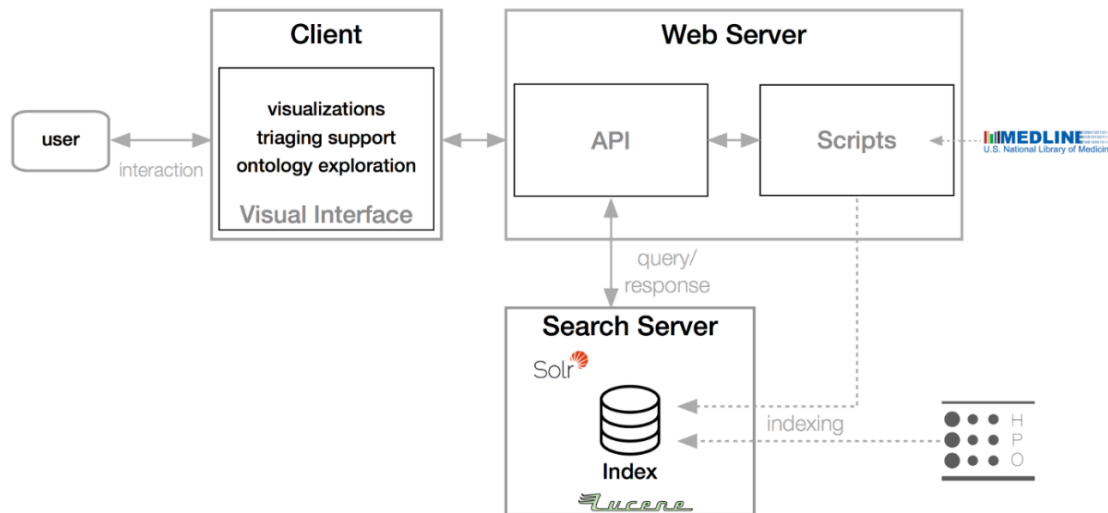 Client
Web Server
visualizations
triaging support
ontology exploration
Visual Interface
user
interaction
API
Scripts
MEDLINE
U.S. National Library of Medicin
query/
response
Search Server
Solr
Index
Lucene
indexing
H
P
O